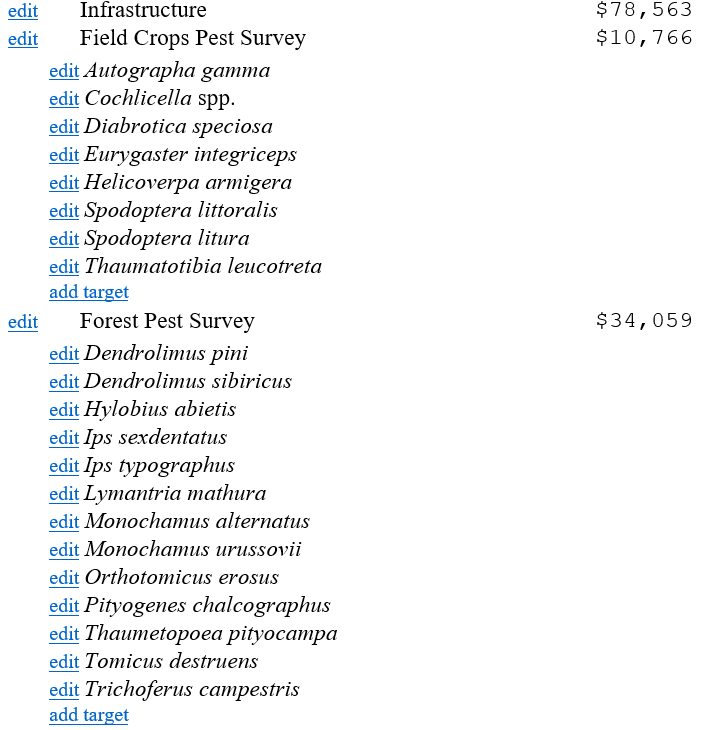 edit Infrastructure $78,563
edit Field Crops Pest Survey $10,766
edit Autographa gamma
edit Cochlicella spp.
edit Diabrotica speciosa
edit Eurygaster integriceps
edit Helicoverpa armigera
edit Spodoptera littoralis
edit Spodoptera litura
edit Thaumatotibia leucotreta
add target
edit Forest Pest Survey $34,059
edit Dendrolimus pini
edit Dendrolimus sibiricus
edit Hylobius abietis
edit Ips sexdentatus
edit Ips typographus
edit Lymantria mathura
edit Monochamus alternatus
edit Monochamus urussovii
edit Orthotomicus erosus
edit Pityogenes chalcographus
edit Thaumetopoea pityocampa
edit Tomicus destruens
edit Trichoferus campestris
add target